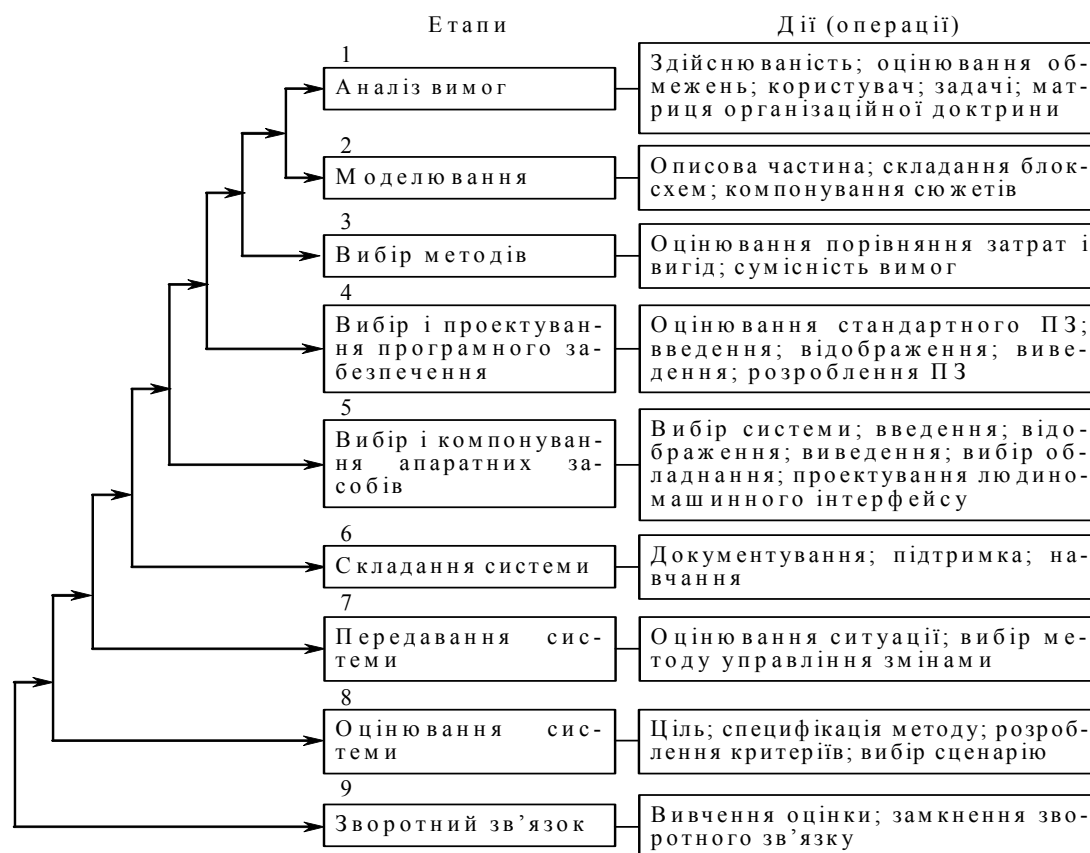 Етапи
Дії (операції)
1
Аналіз вимог
Здійснюваність; оцінювання об-
межень; користувач; задачі; мат-
риця організаційної доктрини
2
Моделювання
Описова частина; складання блок-
схем; компонування сюжетів
3
Вибір методів
Оцінювання порівняння затрат і
вигід; сумісність вимог
4
Вибір і проектуван-
ня програмного за-
безпечення
Оцінювання стандартного ПЗ;
введення; відображення; виве-
дення; розроблення ПЗ
5
Вибір і компонуван-
ня апаратних за-
собів
Вибір системи; введення; відо-
браження; виведення; вибір об-
ладнання; проектування людино-
машинного інтерфейсу
6
Складання системи
Документування; підтримка; на-
вчання
7
Передавання сис-
теми
Оцінювання ситуації; вибір ме-
тоду управління змінами
8
Оцінювання сис-
теми
Ціль; специфікація методу; розроб-
лення критеріїв; вибір сценарію
9
Зворотний зв’язок
Вивчення оцінки; замкнення зво-
ротного зв’язку